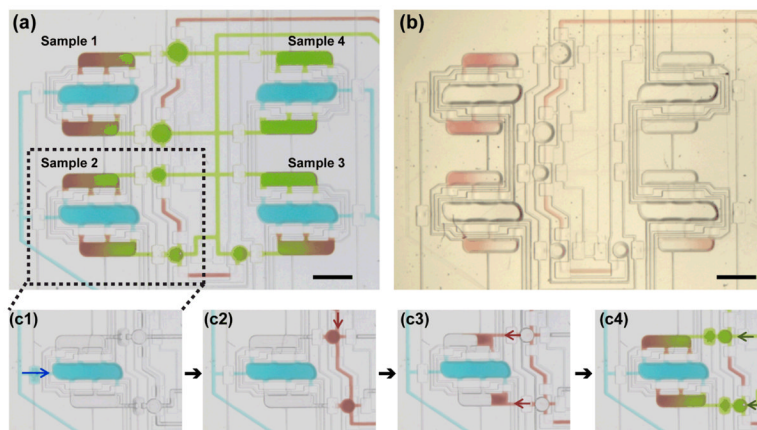 (a)
Sample 1
Sample 4
Sample 2
Sample 3
(b)
(c1)
(c2)
(c3)
(c4)